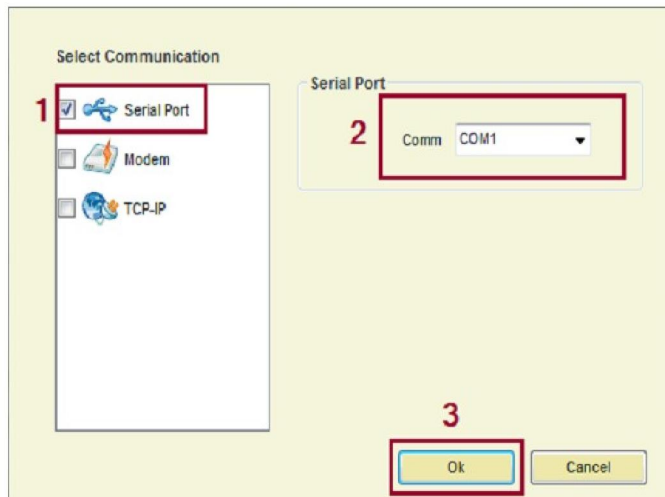 Select Communication
1 Serial Port
Modem
TCP-IP
Serial Port
2 Comm COM1
3
Ok Cancel